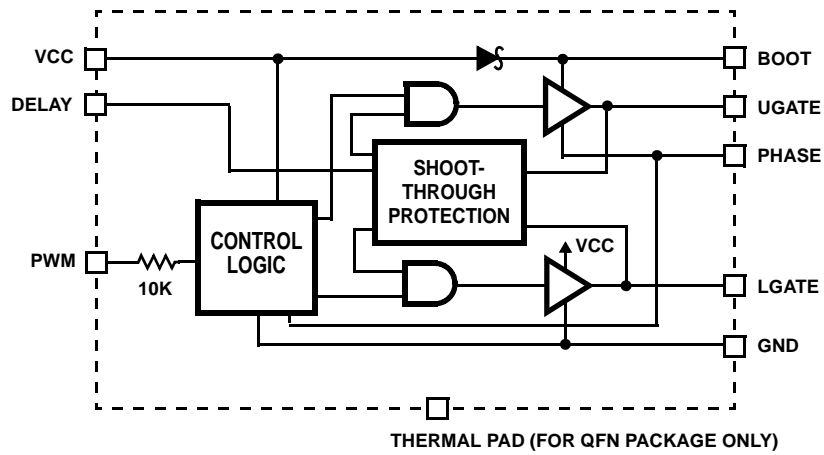 VCC
BOOT
DELAY
UGATE
PHASE
SHOOT-
THROUGH
PROTECTION
CONTROL
LOGIC
VCC
PWM
10K
LGATE
GND
THERMAL PAD (FOR QFN PACKAGE ONLY)